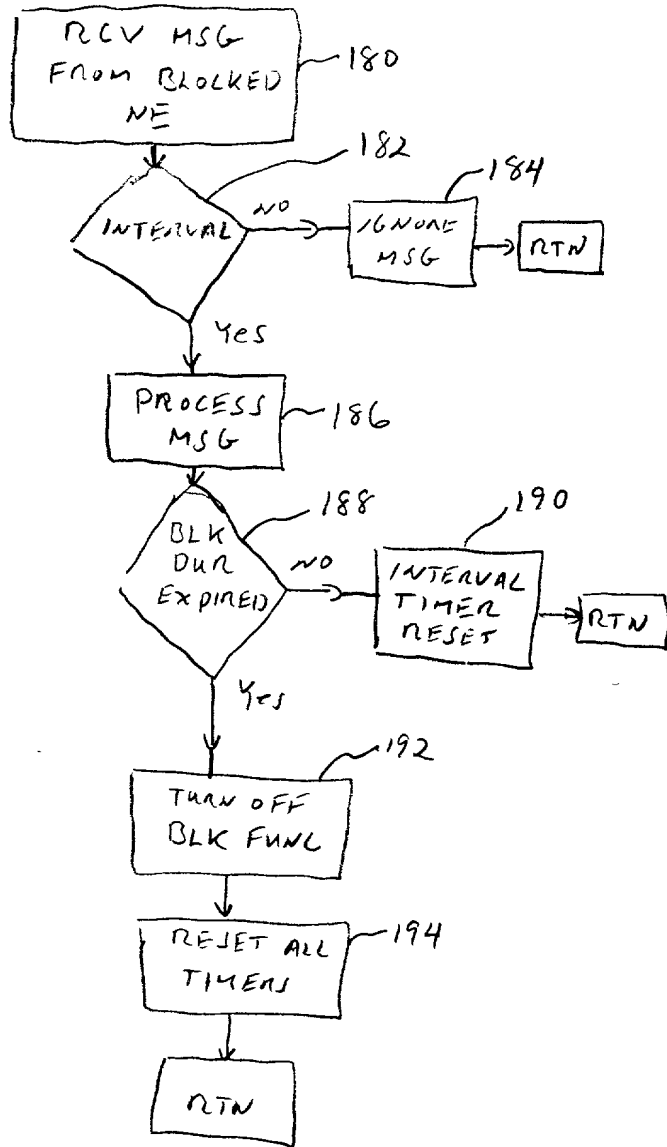 RCV MSG
FROM BLOCKED
NE
180
182
INTERVAL
NO
184
IGNORE
MSG
RTN
Yes
PROCESS
MSG
186
188
BLK
DUR
EXPIRED
NO
190
INTERVAL
TIMER
RESET
RTN
Yes
192
TURN OFF
BLK FUNC
RESET ALL
TIMERS
194
RTN